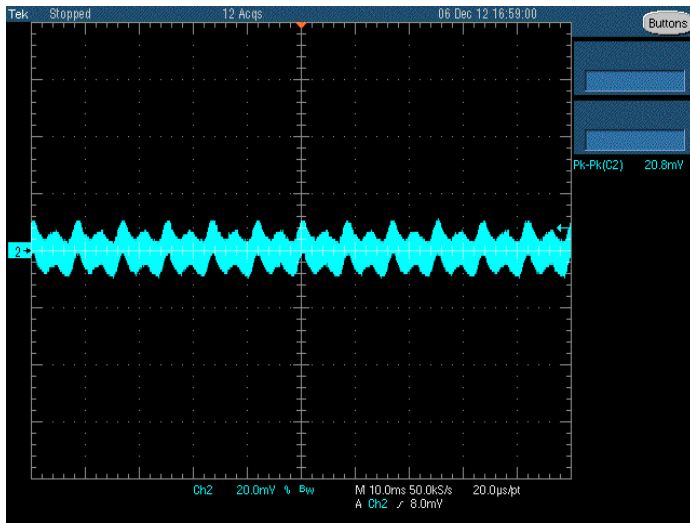 Tek Stopped 12 Acqs 06 Dec 12 16:59:00
Buttons
Pk-Pk(C2) 20.8mV
2
Ch2 20.0mV ∿ Bw M 10.0ms 50.0kS/s 20.0µs/pt
A Ch2 ∕ 8.0mV